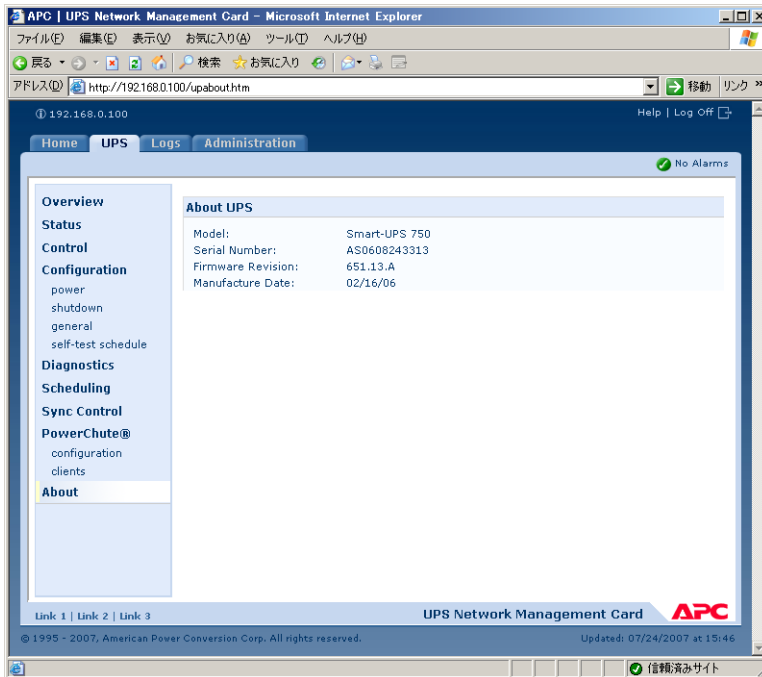 APC | UPS Network Management Card - Microsoft Internet Explorer
ファイル(F) 編集(E) 表示(V) お気に入り(A) ツール(T) ヘルプ(H)
戻る 検索 お気に入り
アドレス(D) http://192.168.0.100/upabout.htm 移動 リンク »
192.168.0.100 Help | Log Off
Home UPS Logs Administration
No Alarms
Overview
Status
Control
Configuration
power
shutdown
general
self-test schedule
Diagnostics
Scheduling
Sync Control
PowerChute®
configuration
clients
About
About UPS
Model: Smart-UPS 750
Serial Number: AS0608243313
Firmware Revision: 651.13.A
Manufacture Date: 02/16/06
Link 1 | Link 2 | Link 3 UPS Network Management Card APC
© 1995 - 2007, American Power Conversion Corp. All rights reserved. Updated: 07/24/2007 at 15:46
信頼済みサイト